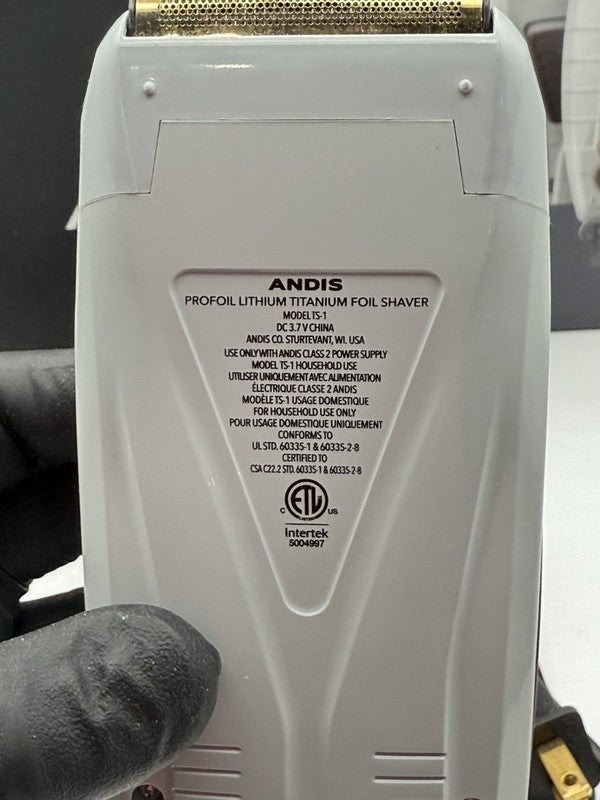 ANDIS
PROFOIL LITHIUM TITANIUM FOIL SHAVER
MODEL TS-1
DC 3.7 V CHINA
ANDIS CO. STURTEVANT, WI. USA
USE ONLY WITH ANDIS CLASS 2 POWER SUPPLY
MODEL TS-1 HOUSEHOLD USE
UTILISER UNIQUEMENT AVEC ALIMENTATION
ÉLECTRIQUE CLASSE 2 ANDIS
MODÈLE TS-1 USAGE DOMESTIQUE
FOR HOUSEHOLD USE ONLY
POUR USAGE DOMESTIQUE UNIQUEMENT
CONFORMS TO
UL STD. 60335-1 & 60335-2-8
CERTIFIED TO
CSA C22.2 STD. 60335-1 & 60335-2-8
C ETL US
Intertek
5004997